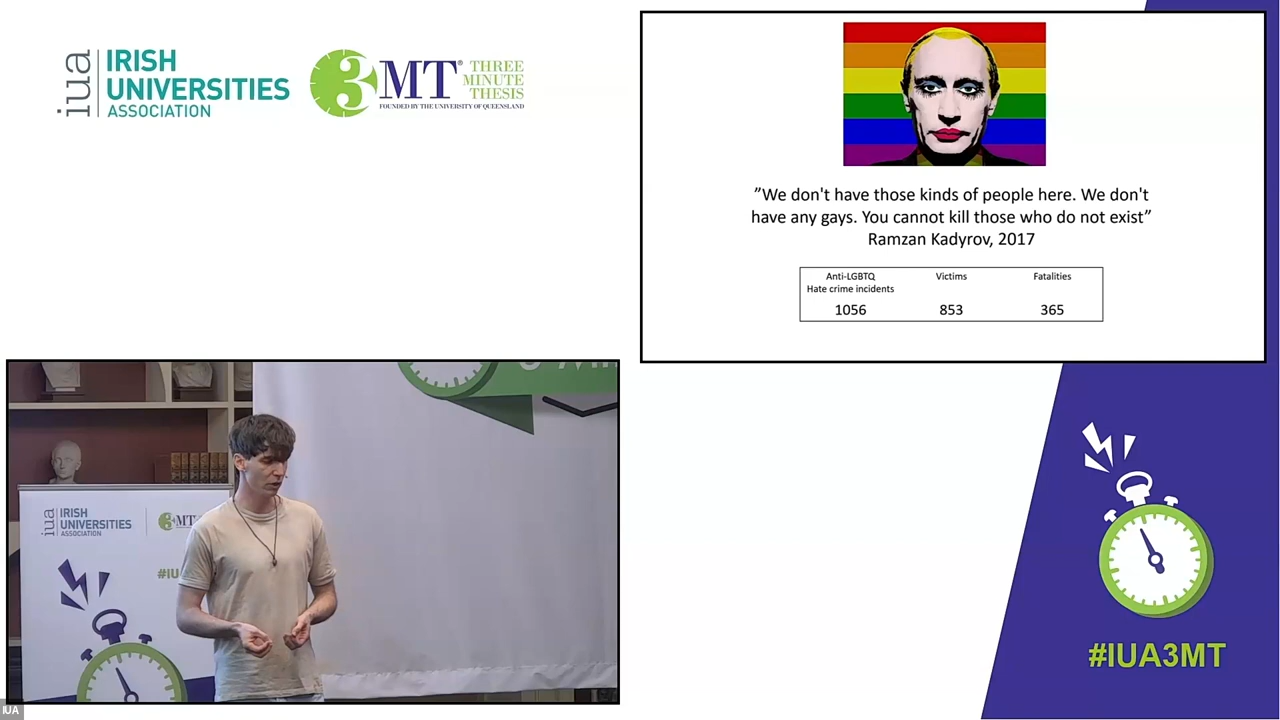 iua
IRISH
UNIVERSITIES
ASSOCIATION
3MT®
THREE
MINUTE
THESIS
FOUNDED BY THE UNIVERSITY OF QUEENSLAND
”We don't have those kinds of people here. We don't
have any gays. You cannot kill those who do not exist”
Ramzan Kadyrov, 2017
Anti-LGBTQ
Hate crime incidents
Victims
Fatalities
1056
853
365
iua
IRISH
UNIVERSITIES
ASSOCIATION
3MT
#IU
#IUA3MT
IUA